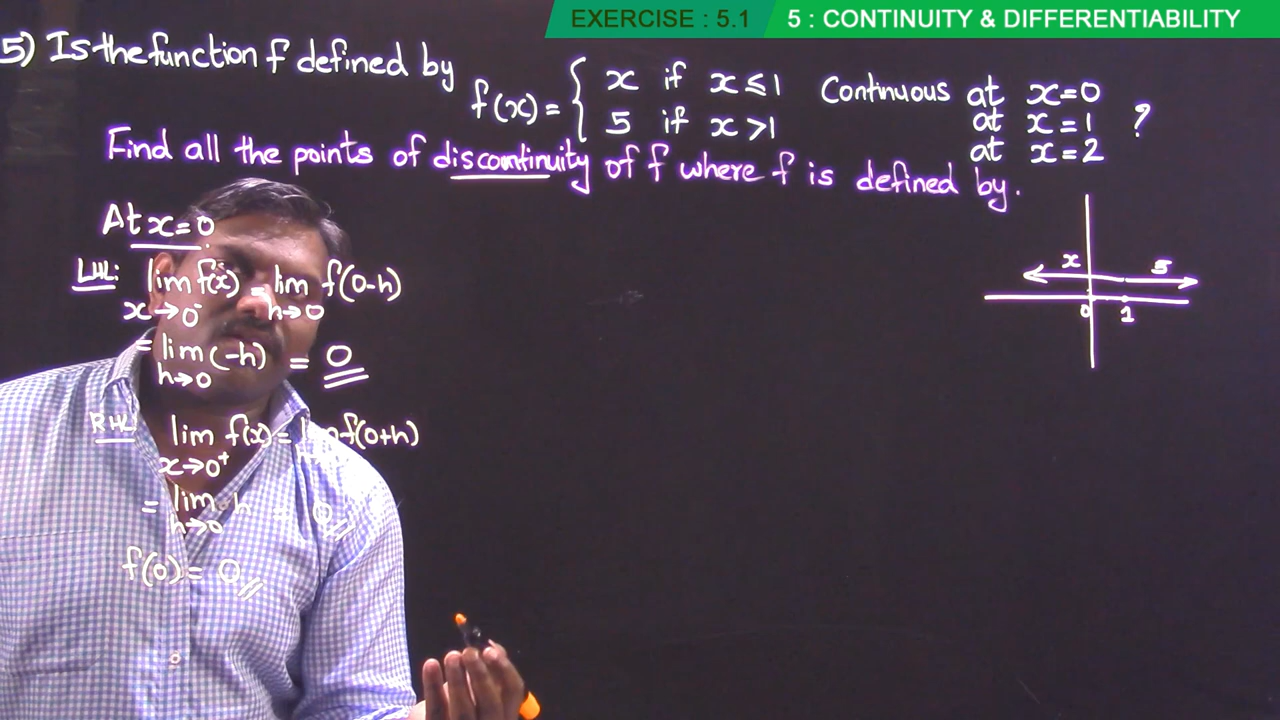 EXERCISE : 5.1 5 : CONTINUITY & DIFFERENTIABILITY
5) Is the function f defined by f(x) = { x if x ≤ 1 Continuous at x=0
5 if x > 1 at x=1 ?
at x=2
Find all the points of discontinuity of f where f is defined by.
At x=0
LHL: lim f(x) = lim f(0-h)
x→0⁻ h→0
= lim (-h) = 0
h→0
RHL: lim f(x) = lim f(0+h)
x→0⁺ h→0
= lim h = 0
h→0
f(0) = 0
x 5
0 1